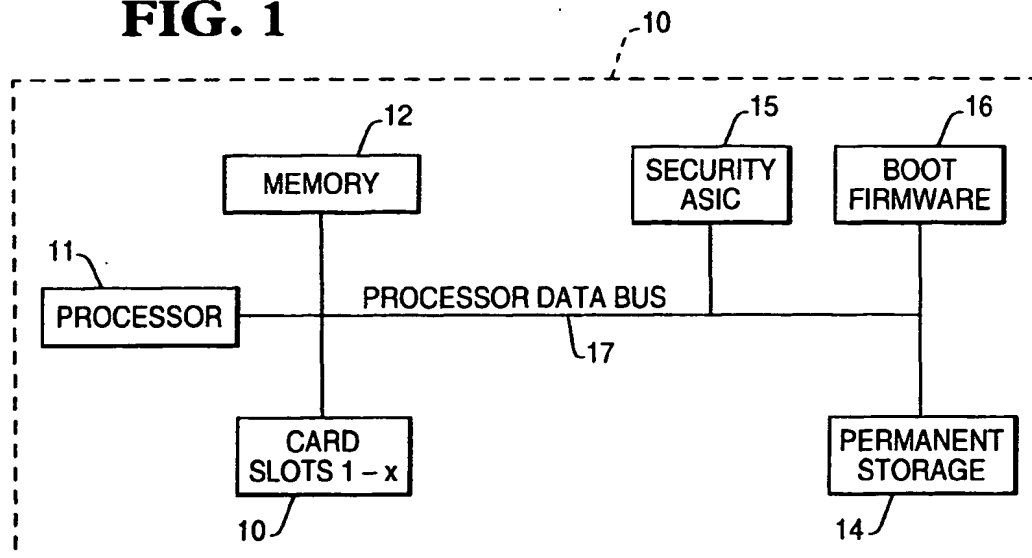 FIG. 1
10
12
15
16
MEMORY
SECURITY
ASIC
BOOT
FIRMWARE
11
PROCESSOR
PROCESSOR DATA BUS
17
CARD
SLOTS 1 – x
10
PERMANENT
STORAGE
14